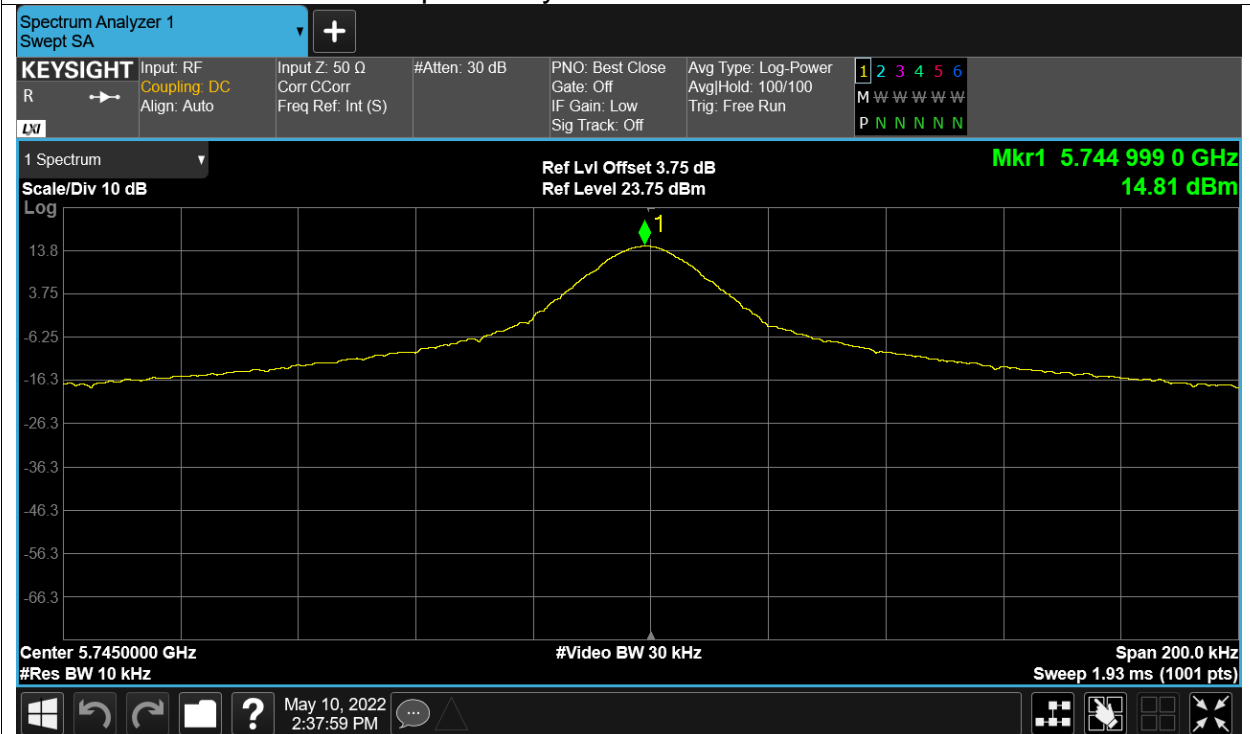 Spectrum Analyzer 1
Swept SA
+
KEYSIGHT
R
LXI
Input: RF
Coupling: DC
Align: Auto
Input Z: 50 Ω
Corr CCorr
Freq Ref: Int (S)
#Atten: 30 dB
PNO: Best Close
Gate: Off
IF Gain: Low
Sig Track: Off
Avg Type: Log-Power
Avg|Hold: 100/100
Trig: Free Run
1 2 3 4 5 6
M W W W W W
P N N N N N
1 Spectrum
Scale/Div 10 dB
Log
Ref Lvl Offset 3.75 dB
Ref Level 23.75 dBm
Mkr1 5.744 999 0 GHz
14.81 dBm
1
13.8
3.75
-6.25
-16.3
-26.3
-36.3
-46.3
-56.3
-66.3
Center 5.7450000 GHz
#Video BW 30 kHz
Span 200.0 kHz
#Res BW 10 kHz
Sweep 1.93 ms (1001 pts)
?
May 10, 2022
2:37:59 PM